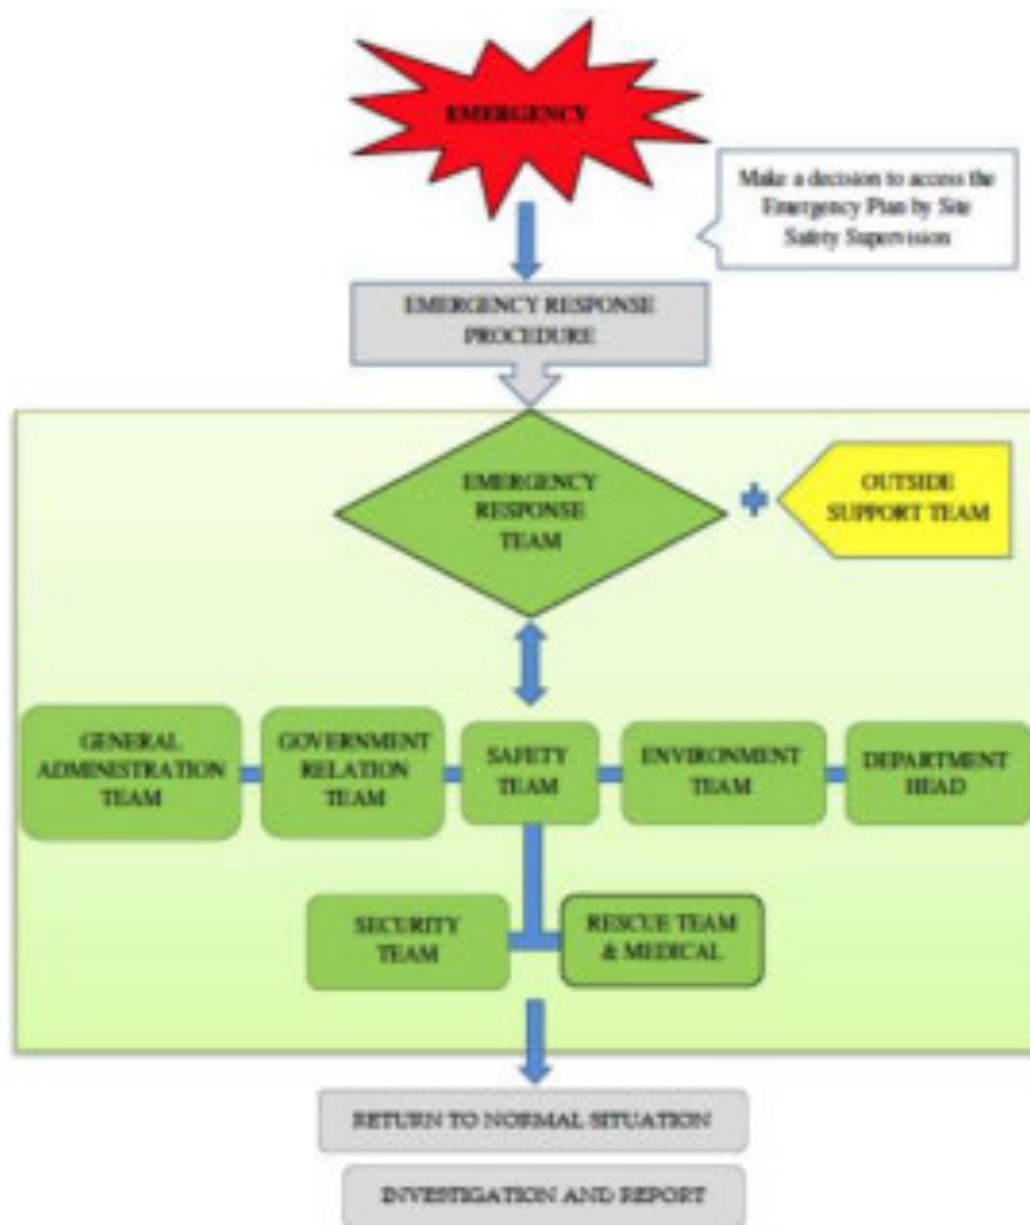 EMERGENCY
Make a decision to access the
Emergency Plan by Site
Safety Supervision
EMERGENCY RESPONSE
PROCEDURE
EMERGENCY
RESPONSE
TEAM
OUTSIDE
SUPPORT TEAM
GENERAL
ADMINISTRATION
TEAM
GOVERNMENT
RELATION
TEAM
SAFETY
TEAM
ENVIRONMENT
TEAM
DEPARTMENT
HEAD
SECURITY
TEAM
RESCUE TEAM
& MEDICAL
RETURN TO NORMAL SITUATION
INVESTIGATION AND REPORT